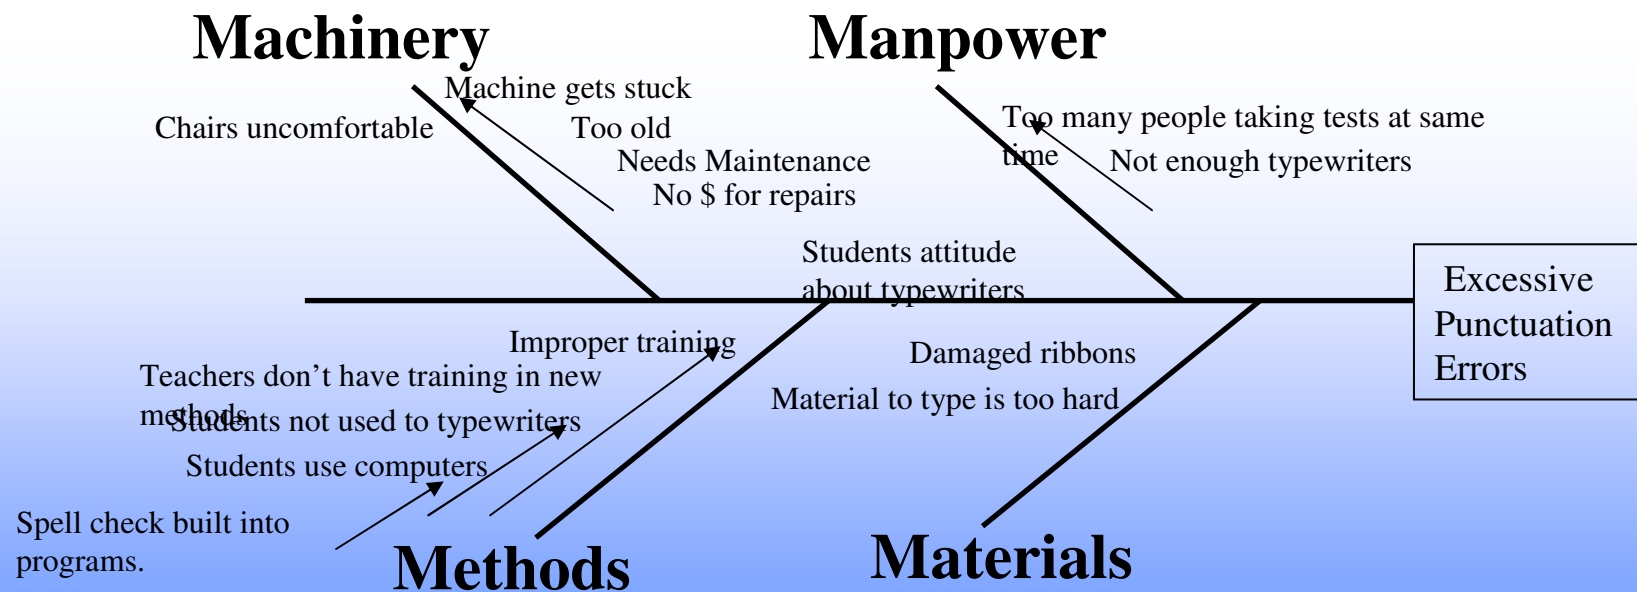 Machinery
Manpower
Machine gets stuck
Chairs uncomfortable
Too old
Needs Maintenance
No $ for repairs
Too many people taking tests at same
time
Not enough typewriters
Students attitude
about typewriters
Excessive
Punctuation
Errors
Improper training
Teachers don’t have training in new
methods
Students not used to typewriters
Students use computers
Spell check built into
programs.
Damaged ribbons
Material to type is too hard
Methods
Materials